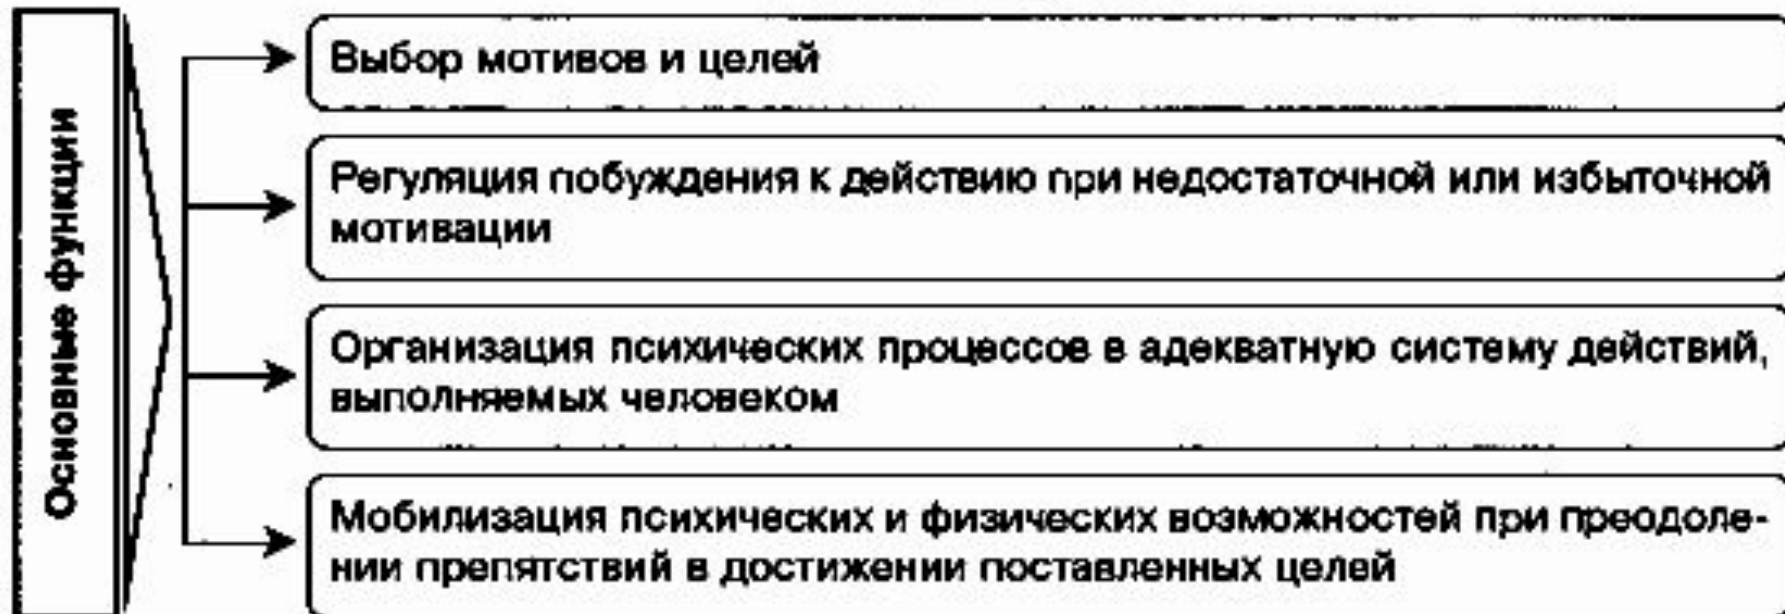 Основные функции
Выбор мотивов и целей
Регуляция побуждения к действию при недостаточной или избыточной
мотивации
Организация психических процессов в адекватную систему действий,
выполняемых человеком
Мобилизация психических и физических возможностей при преодоле-
нии препятствий в достижении поставленных целей